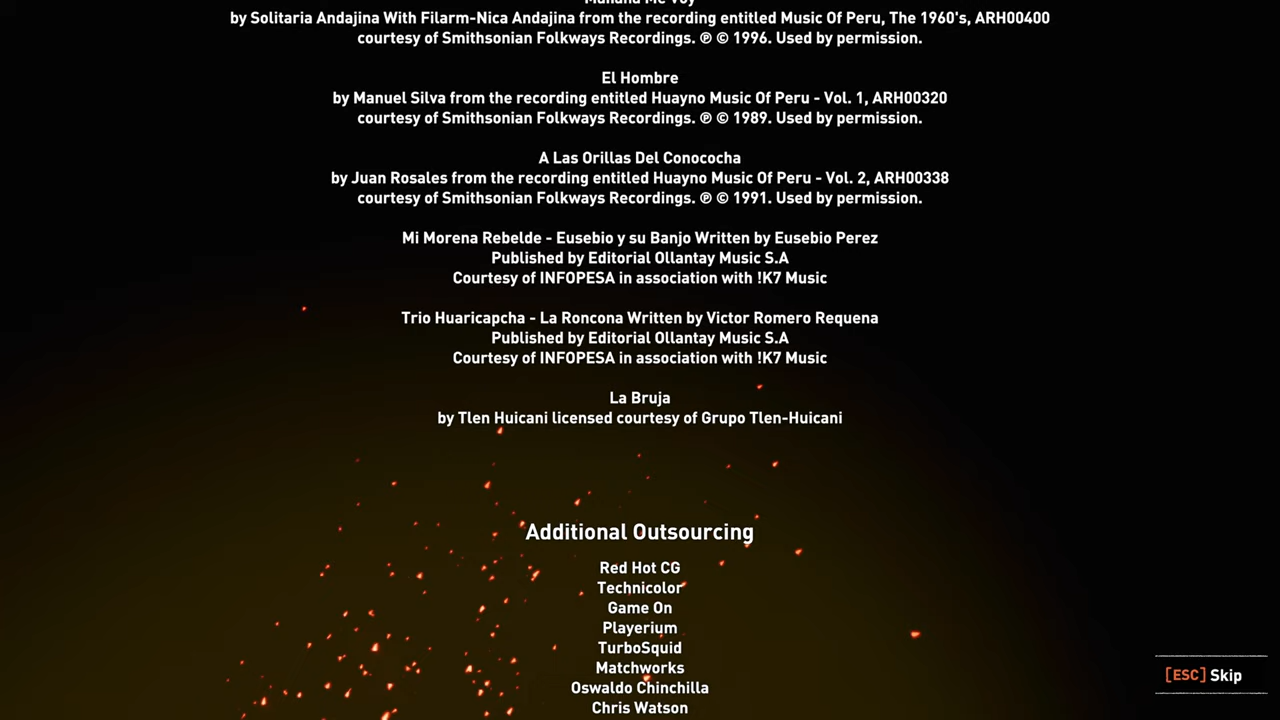 Mañana Me Voy
by Solitaria Andajina With Filarm-Nica Andajina from the recording entitled Music Of Peru, The 1960's, ARH00400
courtesy of Smithsonian Folkways Recordings. ℗ © 1996. Used by permission.
El Hombre
by Manuel Silva from the recording entitled Huayno Music Of Peru - Vol. 1, ARH00320
courtesy of Smithsonian Folkways Recordings. ℗ © 1989. Used by permission.
A Las Orillas Del Conococha
by Juan Rosales from the recording entitled Huayno Music Of Peru - Vol. 2, ARH00338
courtesy of Smithsonian Folkways Recordings. ℗ © 1991. Used by permission.
Mi Morena Rebelde - Eusebio y su Banjo Written by Eusebio Perez
Published by Editorial Ollantay Music S.A
Courtesy of INFOPESA in association with !K7 Music
Trio Huaricapcha - La Roncona Written by Victor Romero Requena
Published by Editorial Ollantay Music S.A
Courtesy of INFOPESA in association with !K7 Music
La Bruja
by Tlen Huicani licensed courtesy of Grupo Tlen-Huicani
Additional Outsourcing
Red Hot CG
Technicolor
Game On
Playerium
TurboSquid
Matchworks
Oswaldo Chinchilla
Chris Watson
[ESC] Skip